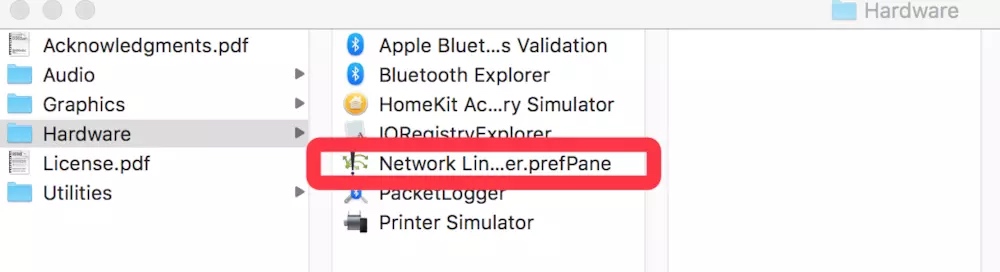 Hardware
Acknowledgments.pdf
Audio
Graphics
Hardware
License.pdf
Utilities
Apple Bluet...s Validation
Bluetooth Explorer
HomeKit Ac...ry Simulator
IORegistryExplorer
Network Lin...er.prefPane
PacketLogger
Printer Simulator